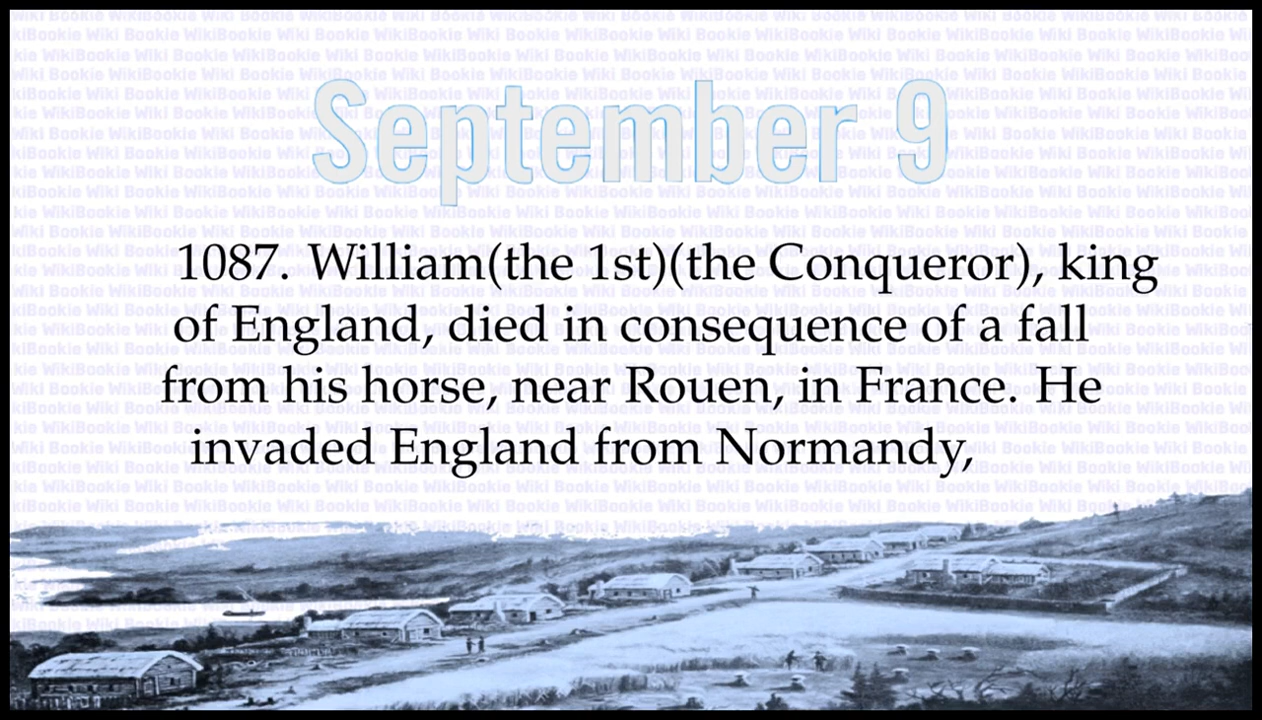 September 9
1087. William(the 1st)(the Conqueror), king
of England, died in consequence of a fall
from his horse, near Rouen, in France. He
invaded England from Normandy,